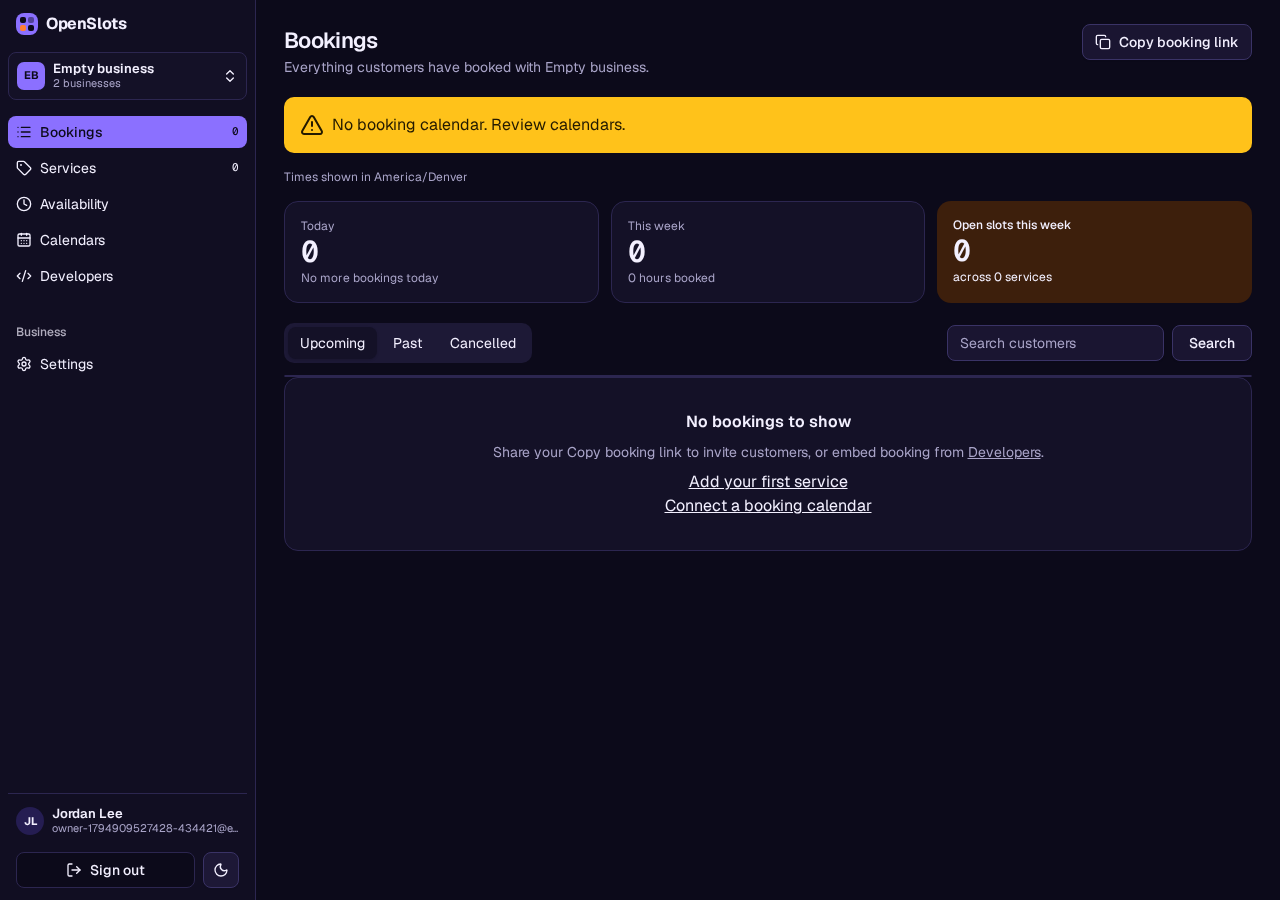 OpenSlots
EB
Empty business
2 businesses
Bookings 0
Services 0
Availability
Calendars
Developers
Business
Settings
JL
Jordan Lee
owner-1794909527428-434421@e…
Sign out
Bookings
Everything customers have booked with Empty business.
Copy booking link
No booking calendar. Review calendars.
Times shown in America/Denver
Today
0
No more bookings today
This week
0
0 hours booked
Open slots this week
0
across 0 services
Upcoming Past Cancelled
Search customers
Search
No bookings to show
Share your Copy booking link to invite customers, or embed booking from Developers.
Add your first service
Connect a booking calendar